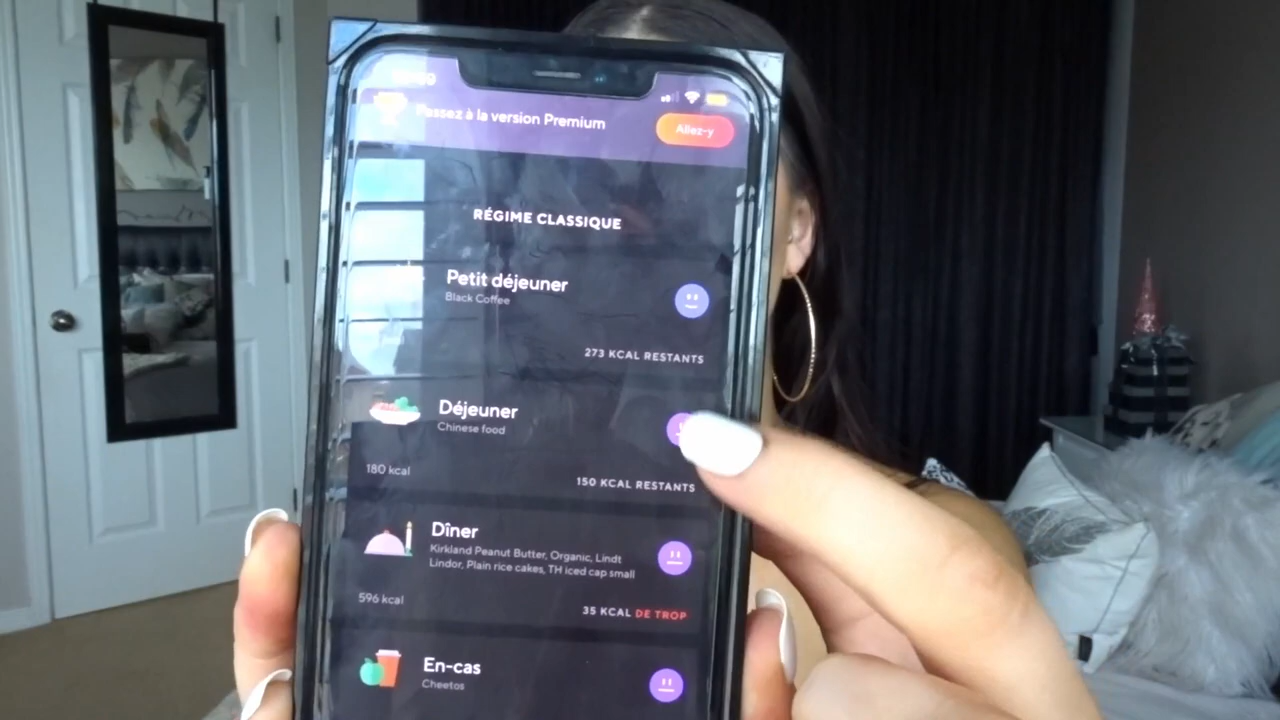 Passez à la version Premium
Allez-y
RÉGIME CLASSIQUE
Petit déjeuner
Black Coffee
273 KCAL RESTANTS
Déjeuner
Chinese food
180 kcal
150 KCAL RESTANTS
Dîner
Kirkland Peanut Butter, Organic, Lindt
Lindor, Plain rice cakes, TH iced cap small
596 kcal
35 KCAL DE TROP
En-cas
Cheetos